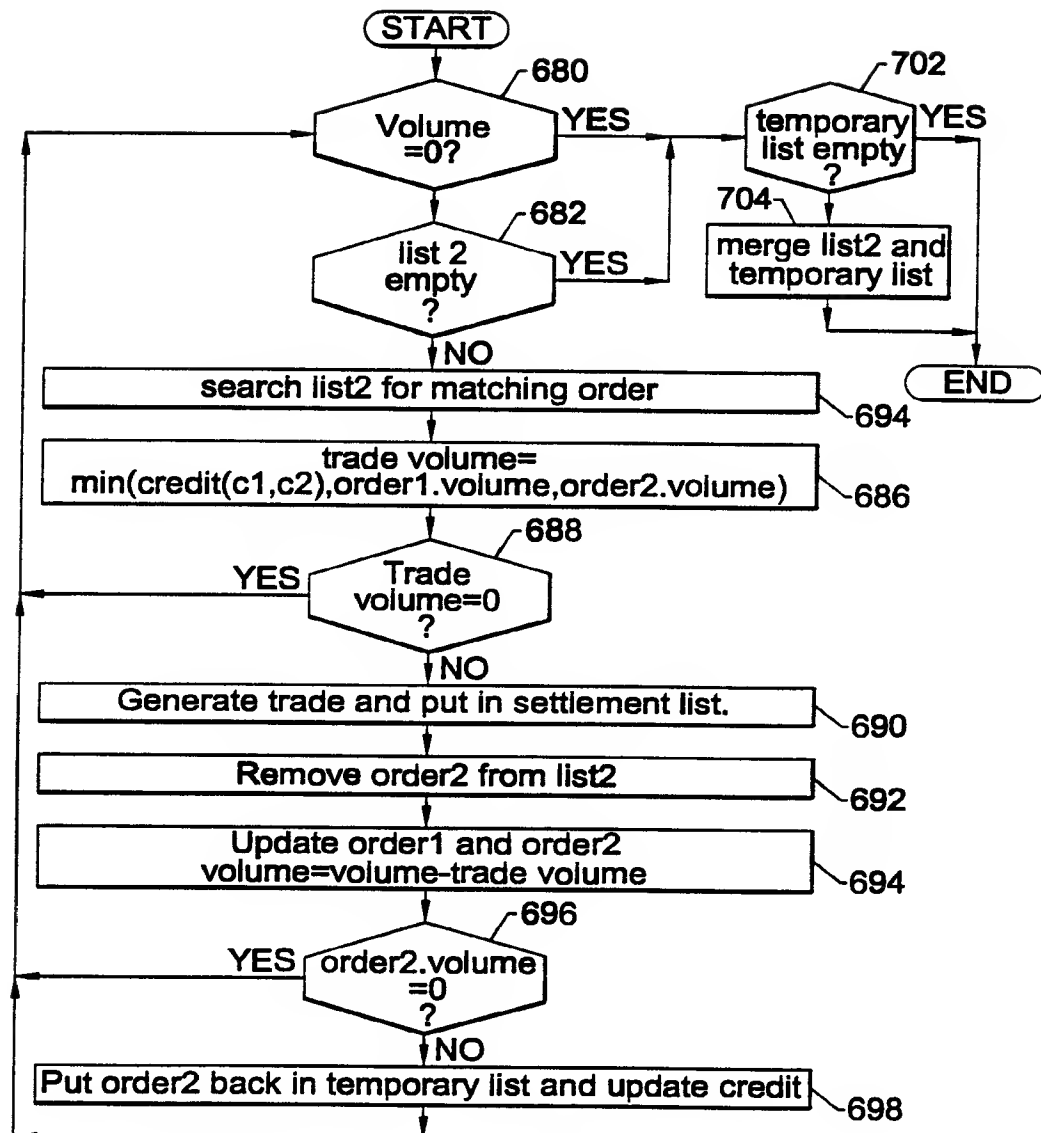 START
680
Volume
=0?
YES
702
temporary
list empty
?
YES
682
list 2
empty
?
YES
704
merge list2 and
temporary list
NO
END
search list2 for matching order
694
trade volume=
min(credit(c1,c2),order1.volume,order2.volume)
686
688
Trade
volume=0
?
YES
NO
Generate trade and put in settlement list.
690
Remove order2 from list2
692
Update order1 and order2
volume=volume-trade volume
694
696
order2.volume
=0
?
YES
NO
Put order2 back in temporary list and update credit
698